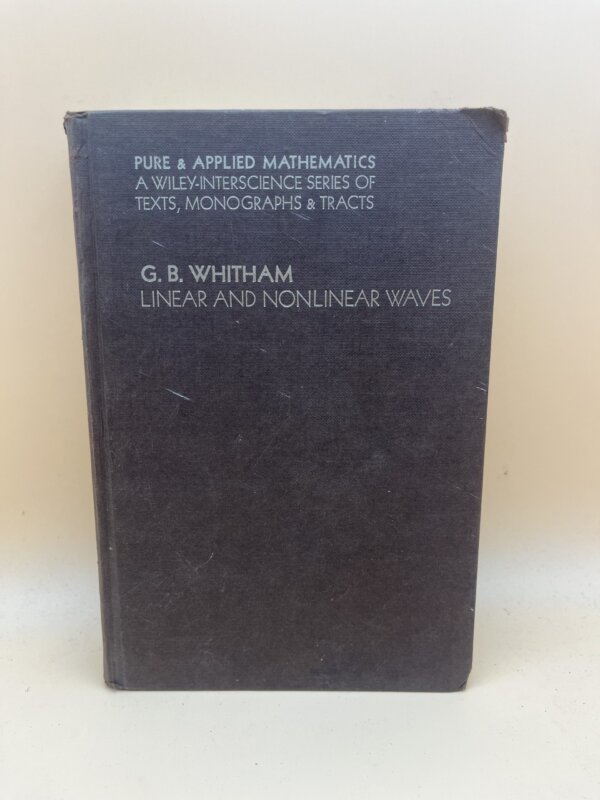 PURE & APPLIED MATHEMATICS
A WILEY-INTERSCIENCE SERIES OF
TEXTS, MONOGRAPHS & TRACTS
G. B. WHITHAM
LINEAR AND NONLINEAR WAVES